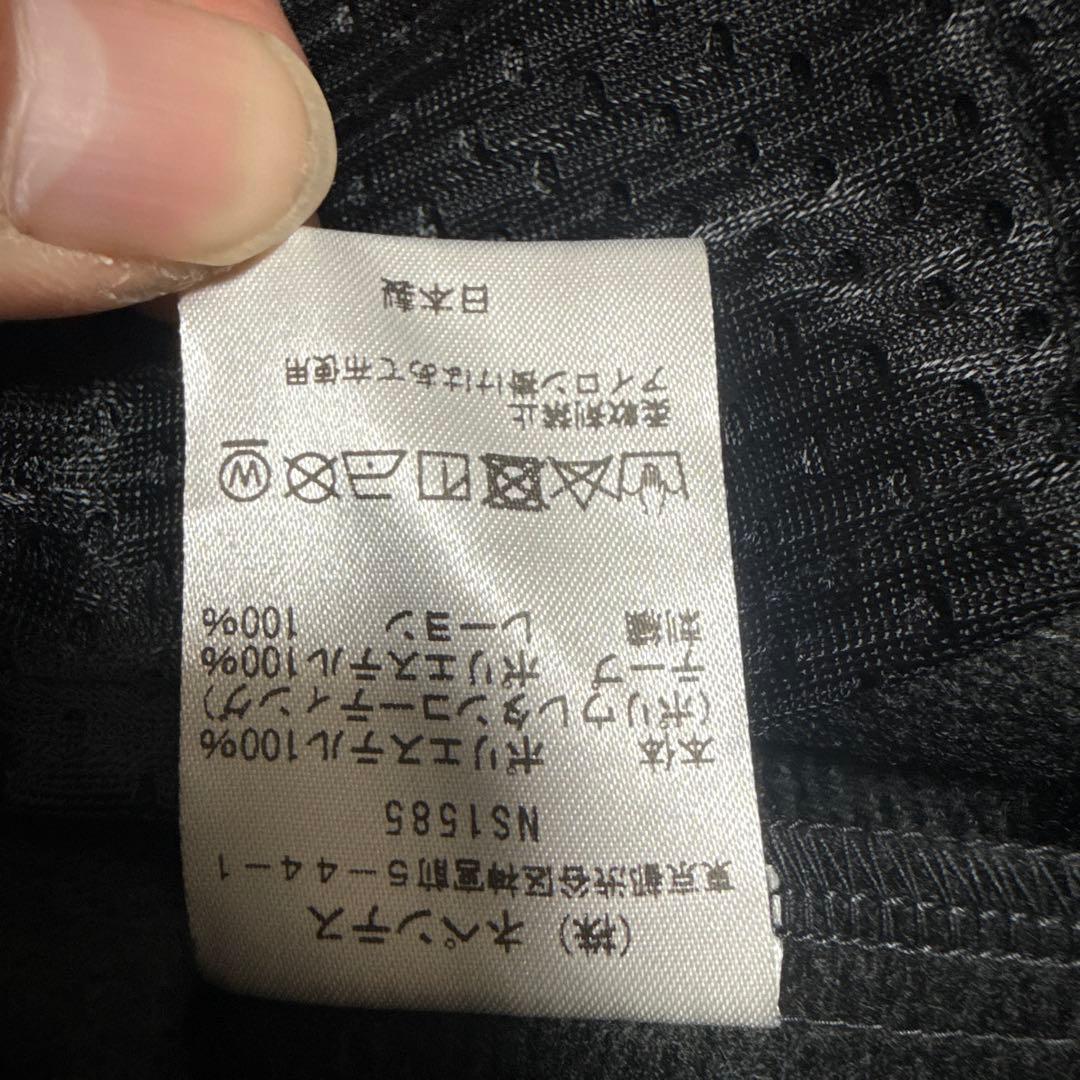 (株) ネペンテス
東京都渋谷区神宮前5-44-1
NS1585
本体 ポリエステル100%
(ポリウレタンコーティング)
テープ ポリエステル100%
刺繍 レーヨン 100%
W
柔軟剤禁止
アイロン掛けはあて布使用
日本製